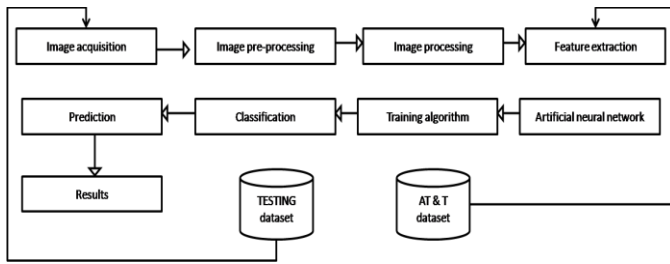 Image acquisition
Image pre-processing
Image processing
Feature extraction
Prediction
Classification
Training algorithm
Artificial neural network
Results
TESTING
dataset
AT & T
dataset